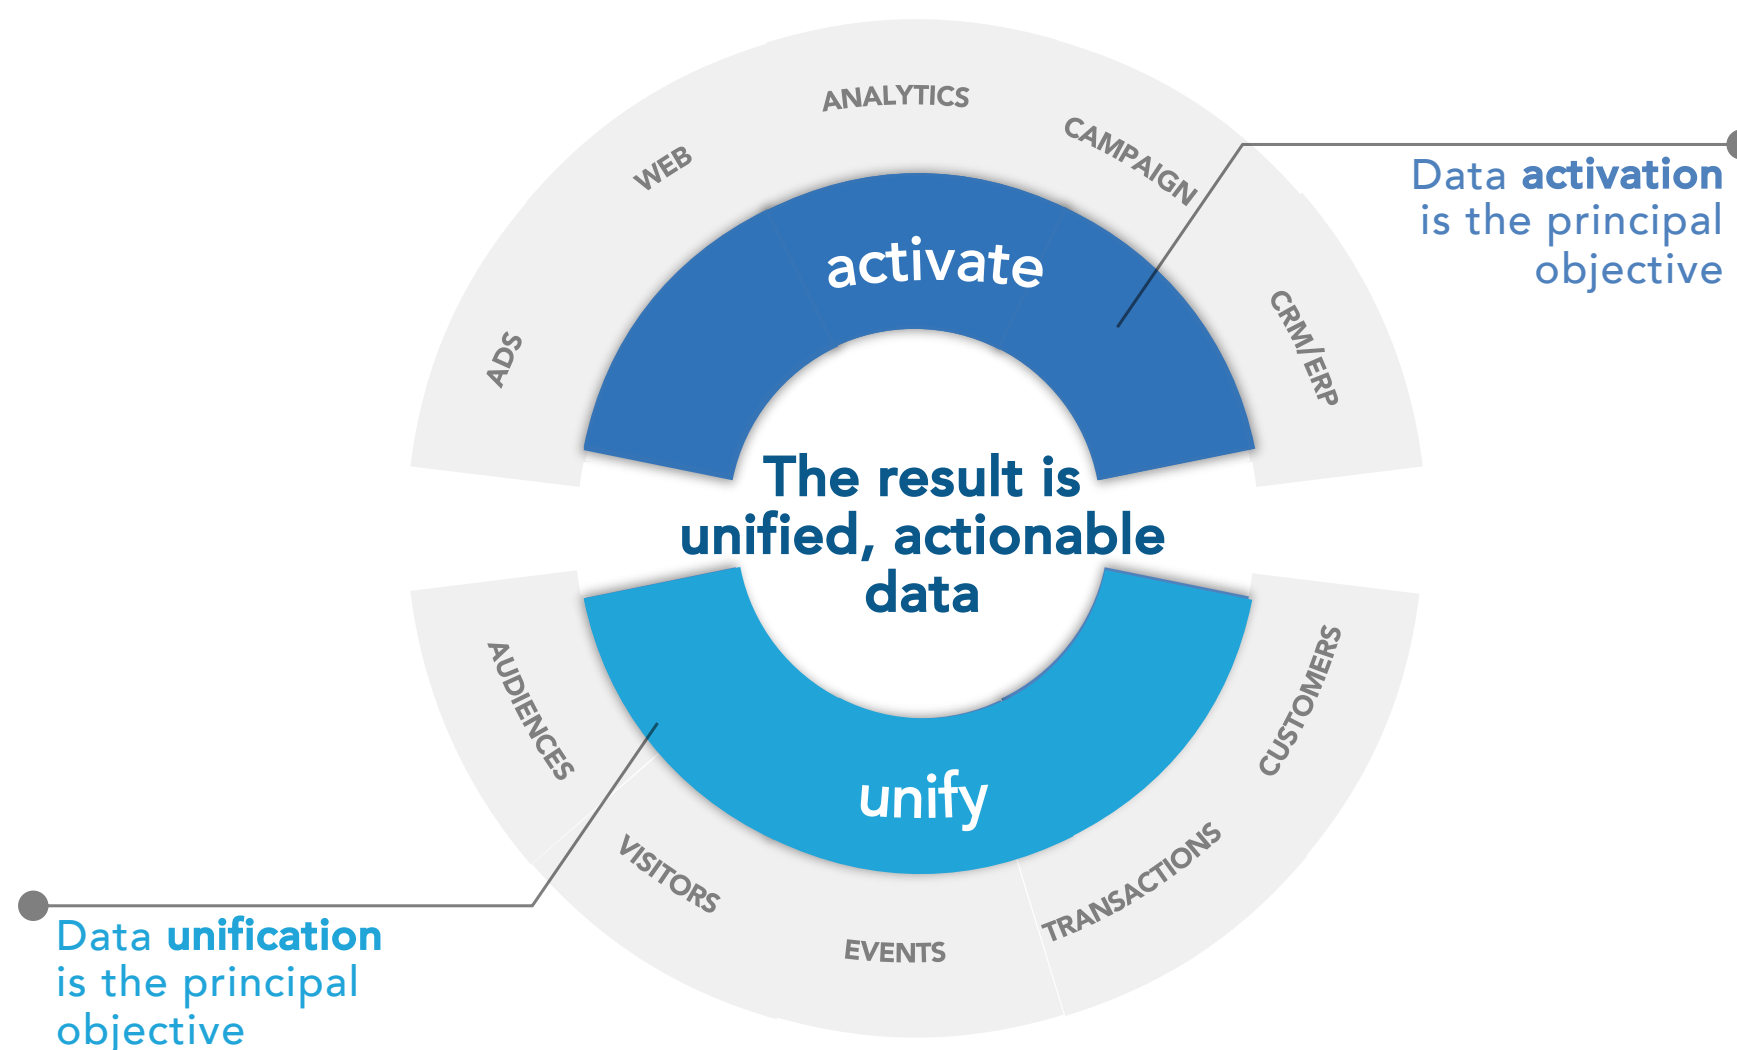 ANALYTICS
WEB
CAMPAIGN
ADS
CRM/ERP
activate
Data activation
is the principal
objective
The result is
unified, actionable
data
AUDIENCES
CUSTOMERS
unify
VISITORS
TRANSACTIONS
EVENTS
Data unification
is the principal
objective